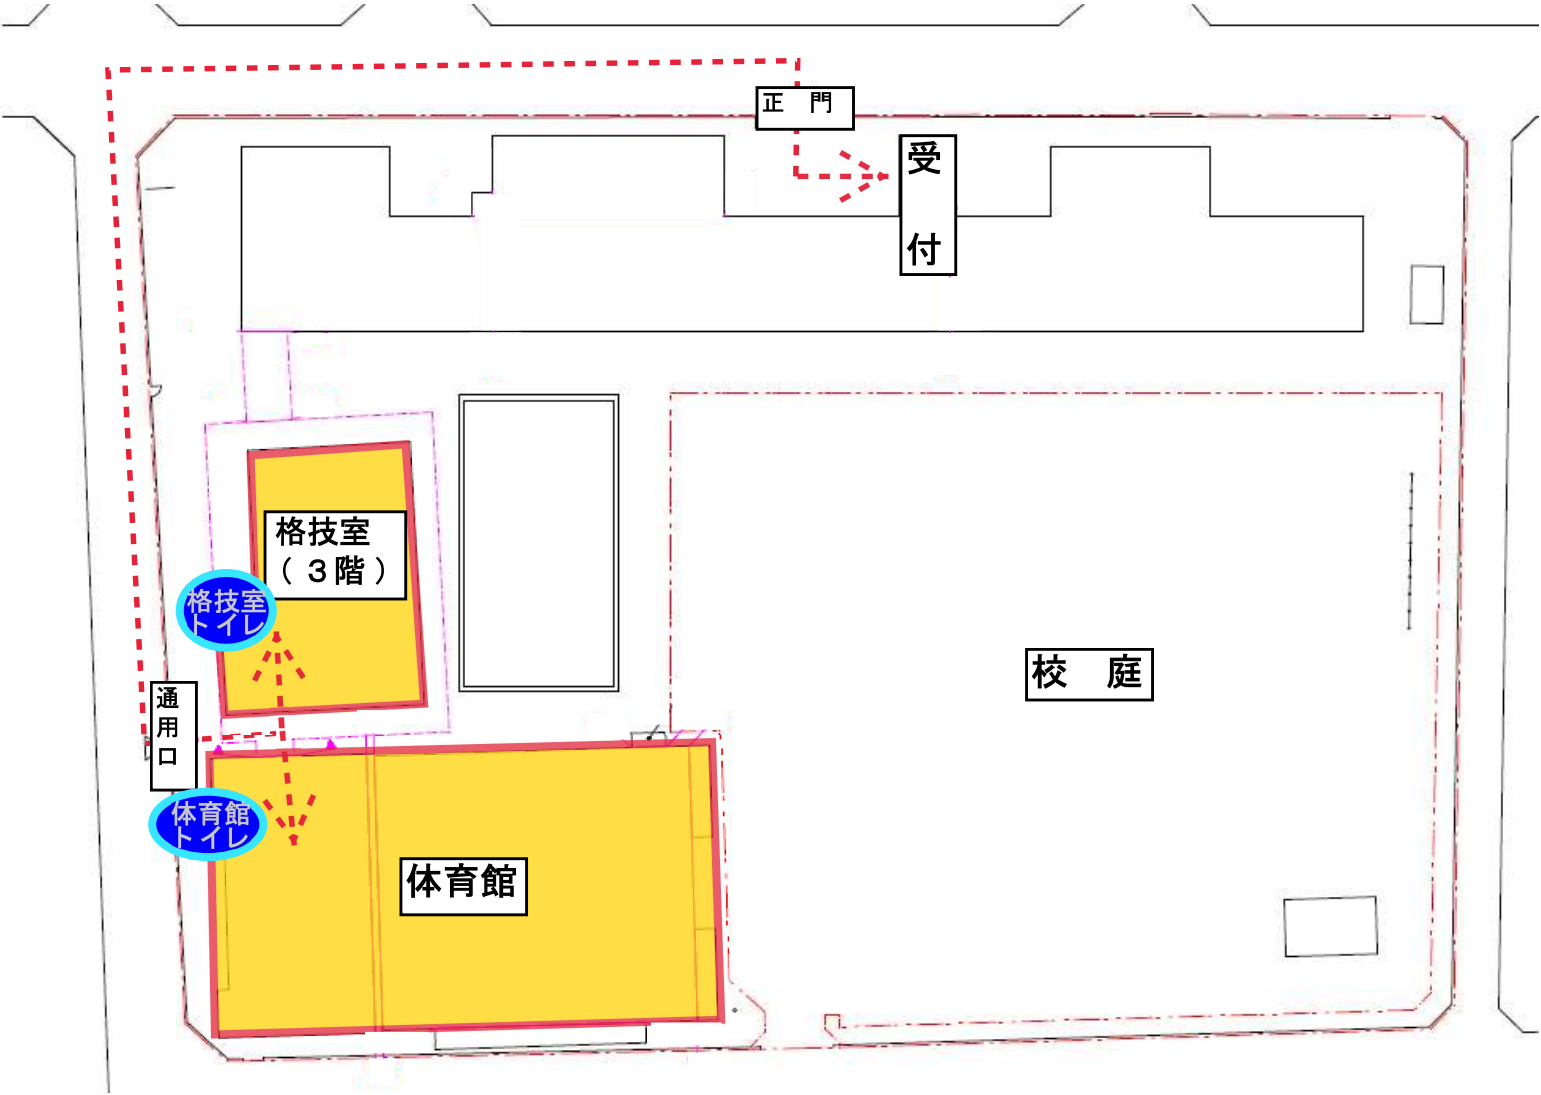 正　門
受
付
格技室
（３階）
格技室
トイレ
通
用
口
校　庭
体育館
トイレ
体育館